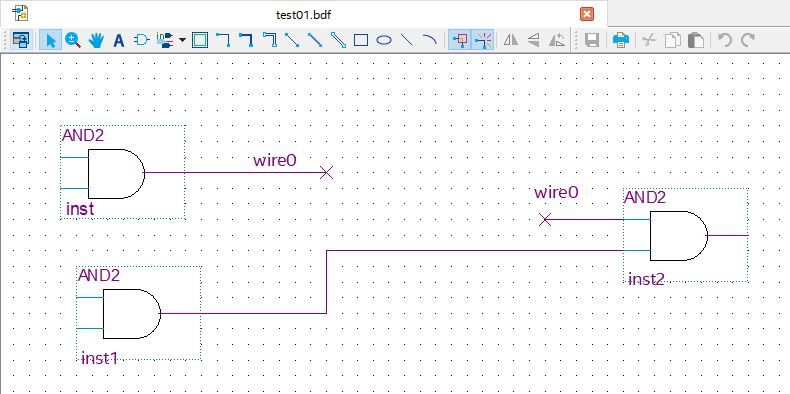 test01.bdf
A
AND2
wire0
inst
wire0
AND2
inst2
AND2
inst1